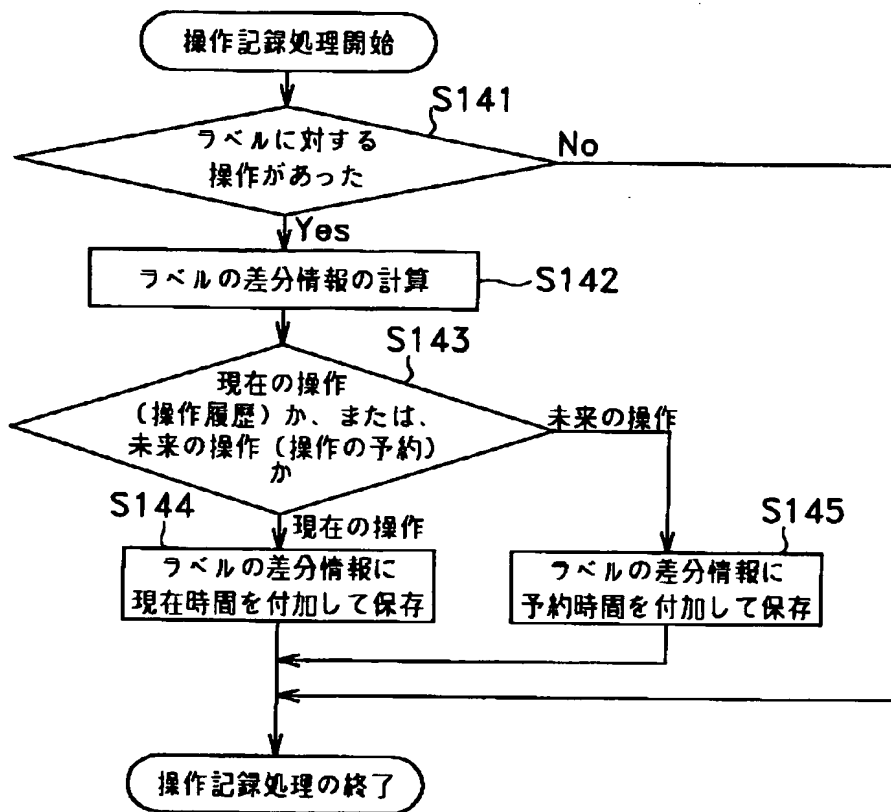 操作記録処理開始
S141
ラベルに対する
操作があった
No
Yes
ラベルの差分情報の計算
S142
S143
現在の操作
(操作履歴)か、または、
未来の操作(操作の予約)
か
未来の操作
S144
現在の操作
S145
ラベルの差分情報に
現在時間を付加して保存
ラベルの差分情報に
予約時間を付加して保存
操作記録処理の終了